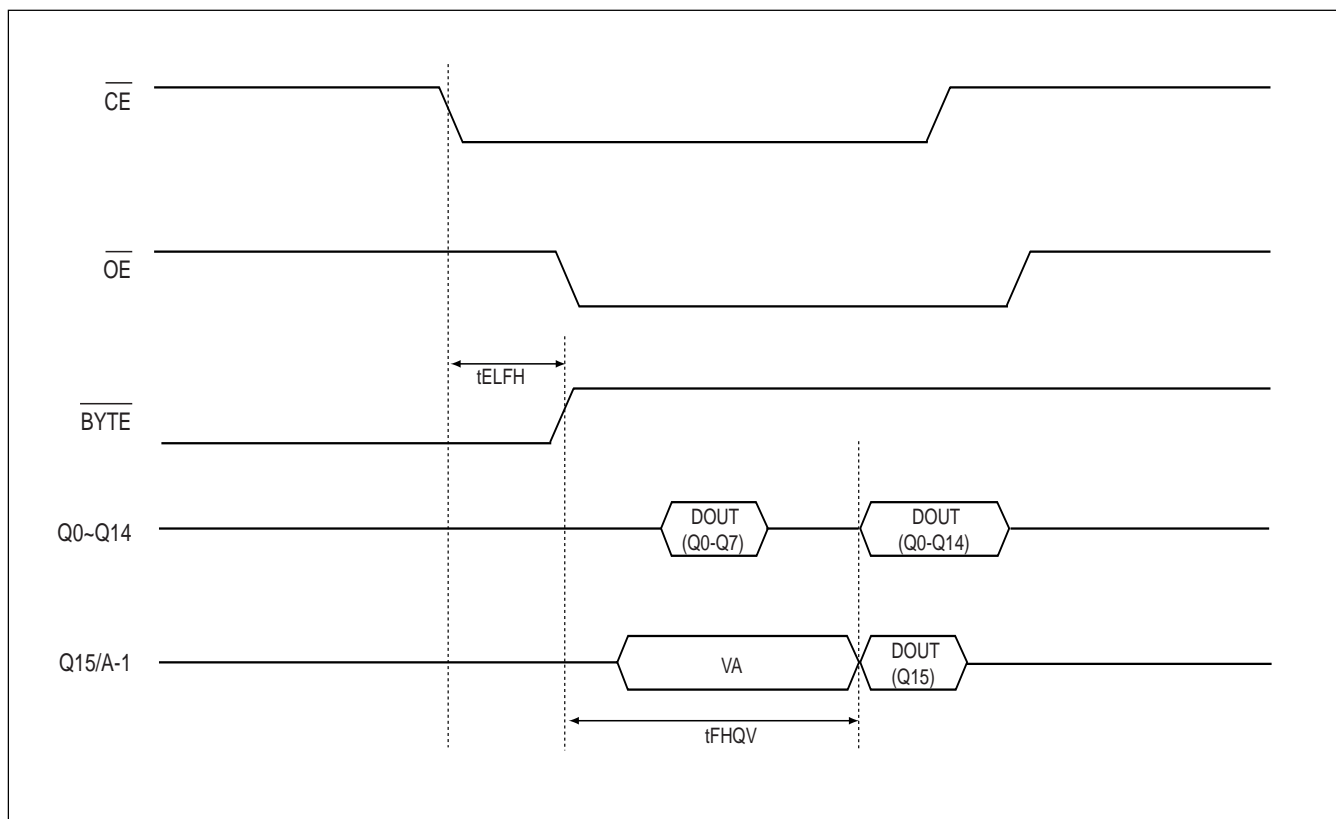 CE
OE
tELFH
BYTE
Q0~Q14
DOUT
(Q0-Q7)
DOUT
(Q0-Q14)
Q15/A-1
VA
DOUT
(Q15)
tFHQV